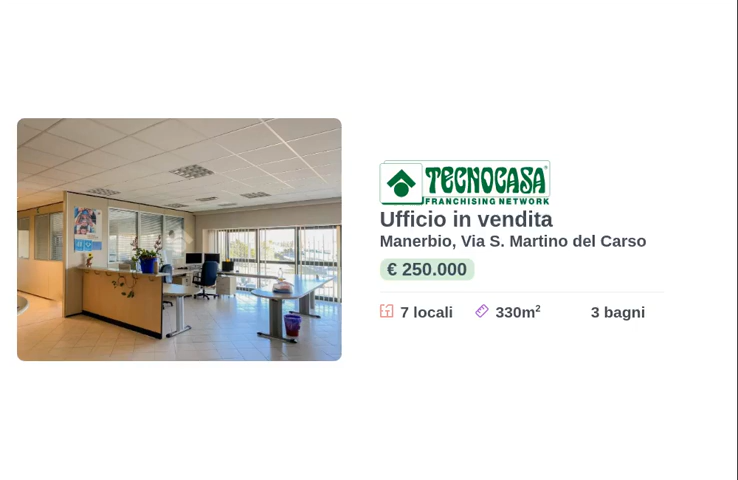 TECNOCASA®
FRANCHISING NETWORK
Ufficio in vendita
Manerbio, Via S. Martino del Carso
€ 250.000
7 locali 330m² 3 bagni